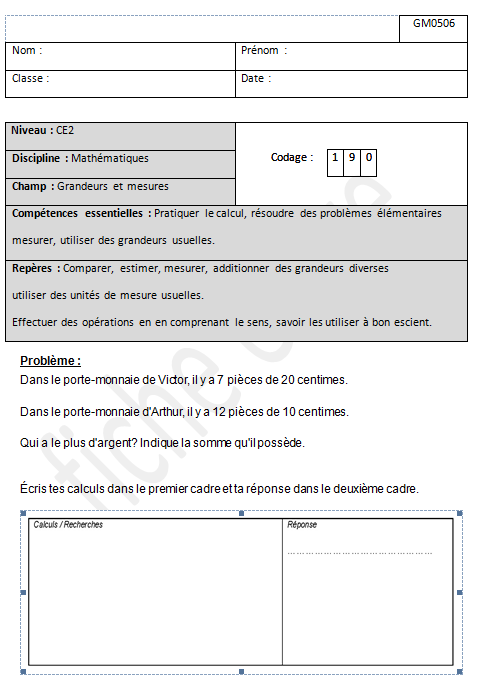 GM0506
Nom :
Prénom :
Classe :
Date :
Niveau : CE2
Discipline : Mathématiques
Codage : 1 9 0
Champ : Grandeurs et mesures
Compétences essentielles : Pratiquer le calcul, résoudre des problèmes élémentaires
mesurer, utiliser des grandeurs usuelles.
Repères : Comparer, estimer, mesurer, additionner des grandeurs diverses
utiliser des unités de mesure usuelles.
Effectuer des opérations en en comprenant le sens, savoir les utiliser à bon escient.
Problème :
Dans le porte-monnaie de Victor, il y a 7 pièces de 20 centimes.
Dans le porte-monnaie d'Arthur, il y a 12 pièces de 10 centimes.
Qui a le plus d'argent? Indique la somme qu'il possède.
Écris tes calculs dans le premier cadre et ta réponse dans le deuxième cadre.
Calculs / Recherches
Réponse
fiche